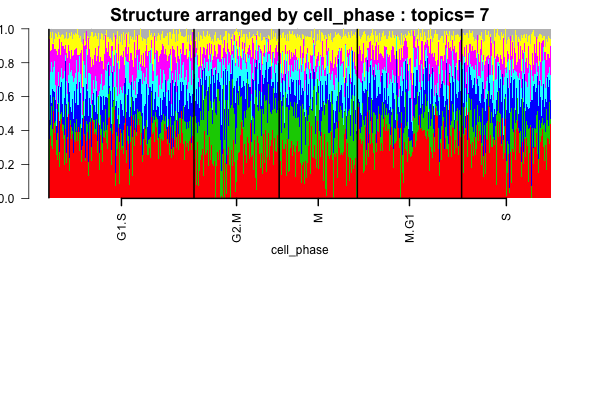 Structure arranged by cell_phase : topics= 7
1.0
0.8
0.6
0.4
0.2
0.0
G1.S
G2.M
M
M.G1
S
cell_phase